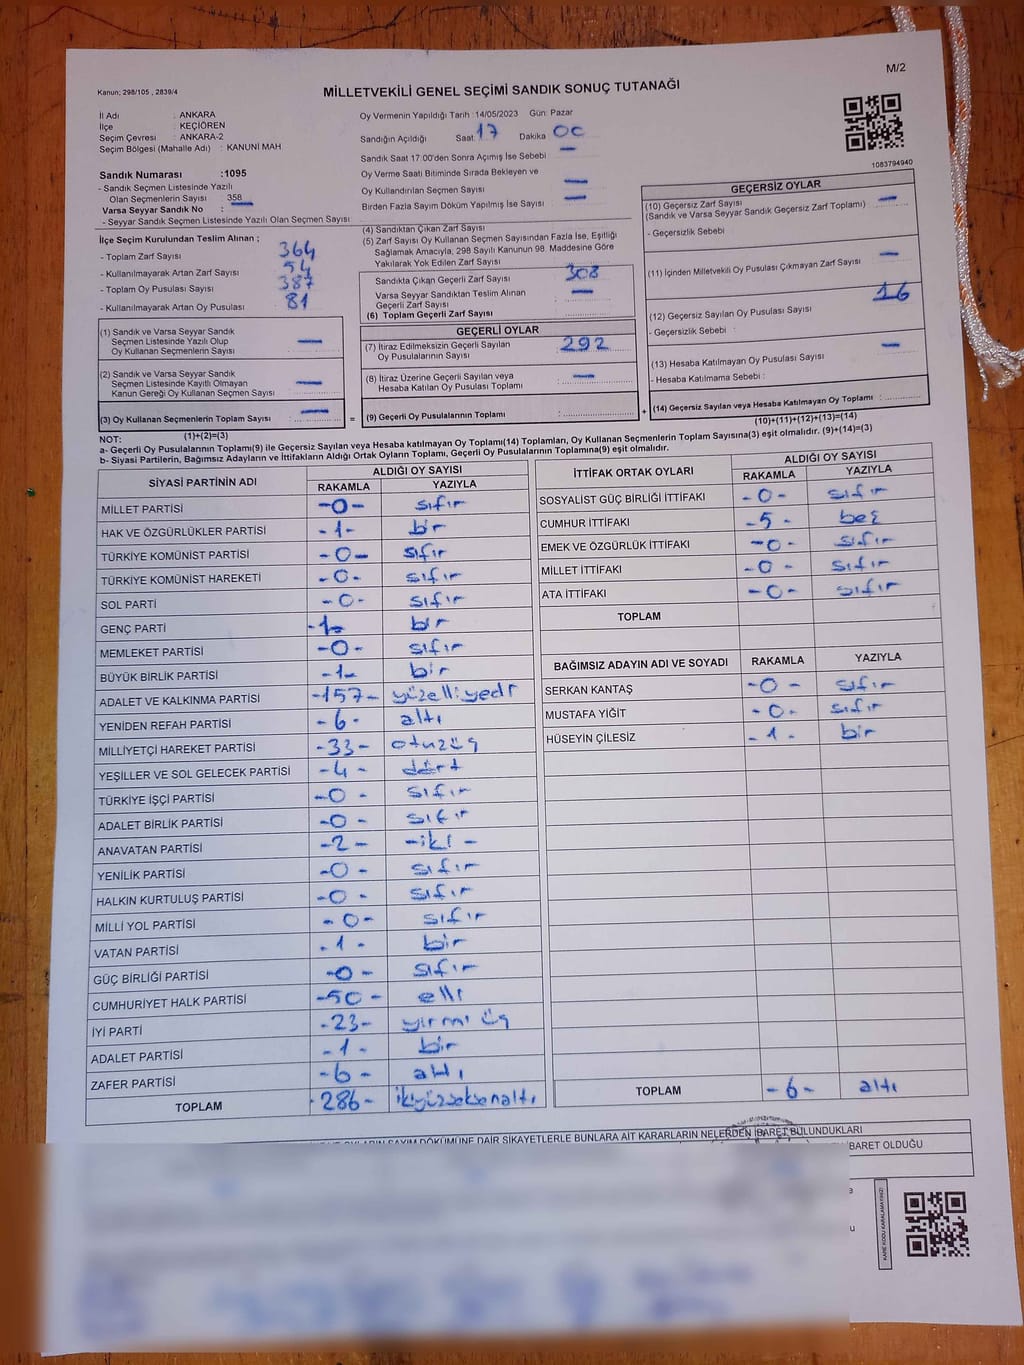 M/2
Kanun; 298/105 , 2839/4
MİLLETVEKİLİ GENEL SEÇİMİ SANDIK SONUÇ TUTANAĞI
İl Adı : ANKARA
İlçe : KEÇİÖREN
Seçim Çevresi : ANKARA-2
Seçim Bölgesi (Mahalle Adı) : KANUNİ MAH
Sandık Numarası :1095
- Sandık Seçmen Listesinde Yazılı
Olan Seçmenlerin Sayısı 358
Varsa Seyyar Sandık No : —
- Seyyar Sandık Seçmen Listesinde Yazılı Olan Seçmen Sayısı
Oy Vermenin Yapıldığı Tarih :14/05/2023 Gün: Pazar
Sandığın Açıldığı Saat 17 Dakika 00
Sandık Saat 17:00'den Sonra Açımış İse Sebebi : —
Oy Verme Saati Bitiminde Sırada Bekleyen ve
Oy Kullandırılan Seçmen Sayısı —
Birden Fazla Sayım Döküm Yapılmış İse Sayısı —
1083794940
İlçe Seçim Kurulundan Teslim Alınan ;
- Toplam Zarf Sayısı 364
- Kullanılmayarak Artan Zarf Sayısı 54
- Toplam Oy Pusulası Sayısı 387
- Kullanılmayarak Artan Oy Pusulası 81
(1) Sandık ve Varsa Seyyar Sandık
Seçmen Listesinde Yazılı Olup
Oy Kullanan Seçmenlerin Sayısı —
(2) Sandık ve Varsa Seyyar Sandık
Seçmen Listesinde Kayıtlı Olmayan
Kanun Gereği Oy Kullanan Seçmen Sayısı —
(3) Oy Kullanan Seçmenlerin Toplam Sayısı : — =
(1)+(2)=(3)
(4) Sandıktan Çıkan Zarf Sayısı
(5) Zarf Sayısı Oy Kullanan Seçmen Sayısından Fazla İse, Eşitliği
Sağlamak Amacıyla, 298 Sayılı Kanunun 98. Maddesine Göre
Yakılarak Yok Edilen Zarf Sayısı
Sandıkta Çıkan Geçerli Zarf Sayısı 308
Varsa Seyyar Sandıktan Teslim Alınan
Geçerli Zarf Sayısı —
(6) Toplam Geçerli Zarf Sayısı
GEÇERLİ OYLAR
(7) İtiraz Edilmeksizin Geçerli Sayılan
Oy Pusulalarının Sayısı 292
(8) İtiraz Üzerine Geçerli Sayılan veya
Hesaba Katılan Oy Pusulası Toplamı —
(9) Geçerli Oy Pusulalarının Toplamı : +
GEÇERSİZ OYLAR
(10) Geçersiz Zarf Sayısı —
(Sandık ve Varsa Seyyar Sandık Geçersiz Zarf Toplamı)
- Geçersizlik Sebebi
(11) İçinden Milletvekili Oy Pusulası Çıkmayan Zarf Sayısı —
(12) Geçersiz Sayılan Oy Pusulası Sayısı 16
- Geçersizlik Sebebi :
(13) Hesaba Katılmayan Oy Pusulası Sayısı —
- Hesaba Katılmama Sebebi :
(14) Geçersiz Sayılan veya Hesaba Katılmayan Oy Toplamı :
(10)+(11)+(12)+(13)=(14)
NOT:
a- Geçerli Oy Pusulalarının Toplamı(9) ile Geçersiz Sayılan veya Hesaba katılmayan Oy Toplamı(14) Toplamları, Oy Kullanan Seçmenlerin Toplam Sayısına(3) eşit olmalıdır. (9)+(14)=(3)
b- Siyasi Partilerin, Bağımsız Adayların ve İttifakların Aldığı Oy Toplamı, Geçerli Oy Pusulalarının Toplamına(9) eşit olmalıdır.
SİYASİ PARTİNİN ADI ALDIĞI OY SAYISI
RAKAMLA YAZIYLA
MİLLET PARTİSİ -0- sıfır
HAK VE ÖZGÜRLÜKLER PARTİSİ -1- bir
TÜRKİYE KOMÜNİST PARTİSİ -0- sıfır
TÜRKİYE KOMÜNİST HAREKETİ -0- sıfır
SOL PARTİ -0- sıfır
GENÇ PARTİ -1- bir
MEMLEKET PARTİSİ -0- sıfır
BÜYÜK BİRLİK PARTİSİ -1- bir
ADALET VE KALKINMA PARTİSİ -157- yüzelliyedi
YENİDEN REFAH PARTİSİ -6- altı
MİLLİYETÇİ HAREKET PARTİSİ -33- otuzüç
YEŞİLLER VE SOL GELECEK PARTİSİ -4- dört
TÜRKİYE İŞÇİ PARTİSİ -0- sıfır
ADALET BİRLİK PARTİSİ -0- sıfır
ANAVATAN PARTİSİ -2- -iki-
YENİLİK PARTİSİ -0- sıfır
HALKIN KURTULUŞ PARTİSİ -0- sıfır
MİLLİ YOL PARTİSİ -0- sıfır
VATAN PARTİSİ -1- bir
GÜÇ BİRLİĞİ PARTİSİ -0- sıfır
CUMHURİYET HALK PARTİSİ -50- elli
İYİ PARTİ -23- yirmi üç
ADALET PARTİSİ -1- bir
ZAFER PARTİSİ -6- altı
TOPLAM -286- ikiyüzseksenaltı
İTTİFAK ORTAK OYLARI ALDIĞI OY SAYISI
RAKAMLA YAZIYLA
SOSYALİST GÜÇ BİRLİĞİ İTTİFAKI -0- sıfır
CUMHUR İTTİFAKI -5- beş
EMEK VE ÖZGÜRLÜK İTTİFAKI -0- sıfır
MİLLET İTTİFAKI -0- sıfır
ATA İTTİFAKI -0- sıfır
TOPLAM
BAĞIMSIZ ADAYIN ADI VE SOYADI RAKAMLA YAZIYLA
SERKAN KANTAŞ -0- sıfır
MUSTAFA YİĞİT -0- sıfır
HÜSEYİN ÇİLESİZ -1- bir
TOPLAM -6- altı
OYLARIN SAYIM DÖKÜMÜNE DAİR ŞİKAYETLERLE BUNLARA AİT KARARLARIN NELERDEN İBARET BULUNDUKLARI
İBARET OLDUĞU
KARE KODU KARALAMAYINIZ!